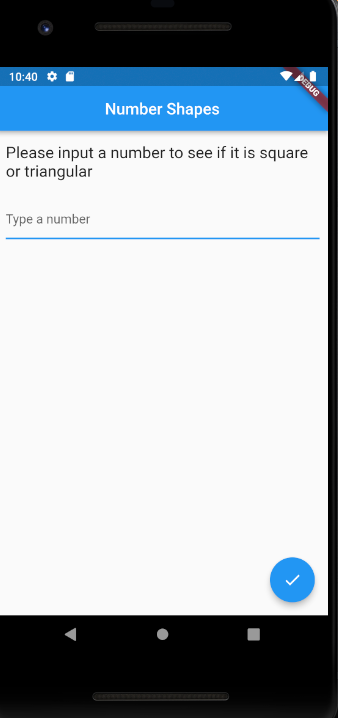 10:40
DEBUG
Number Shapes
Please input a number to see if it is square
or triangular
Type a number